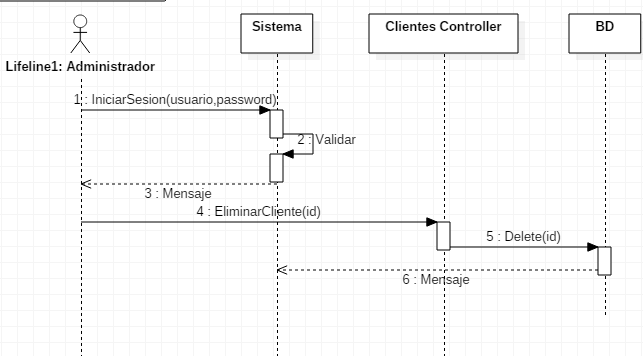 Sistema
Clientes Controller
BD
Lifeline1: Administrador
1 : IniciarSesion(usuario,password)
2 : Validar
3 : Mensaje
4 : EliminarCliente(id)
5 : Delete(id)
6 : Mensaje